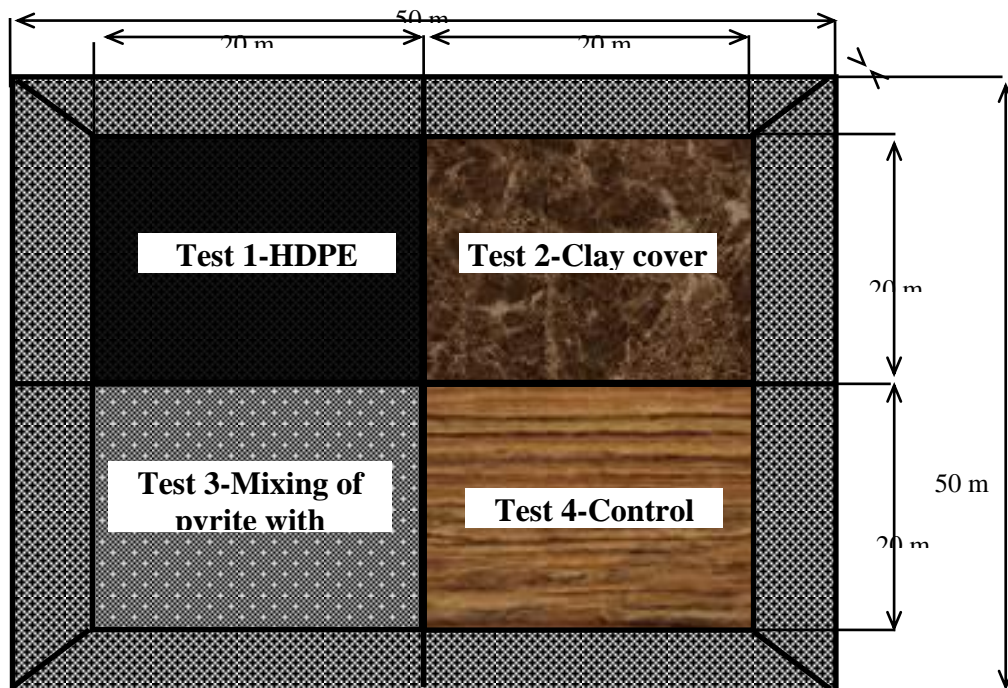 50 m
20 m
20 m
Test 1-HDPE
Test 2-Clay cover
20 m
Test 3-Mixing of
pyrite with
Test 4-Control
50 m
20 m